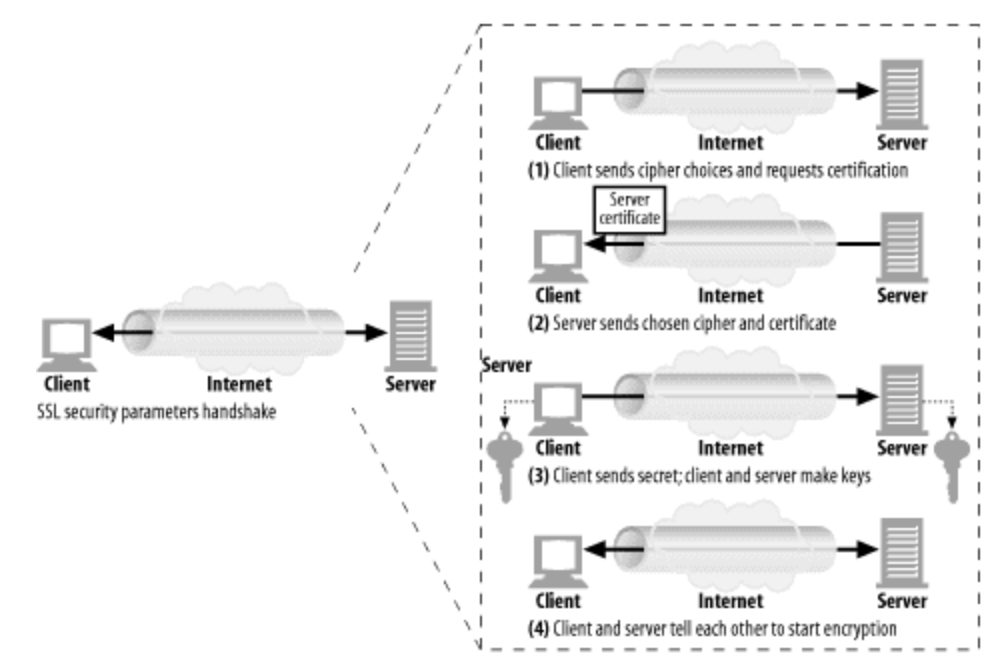 Client
Internet
Server
SSL security parameters handshake
Client
Internet
Server
(1) Client sends cipher choices and requests certification
Server
certificate
Client
Internet
Server
(2) Server sends chosen cipher and certificate
Server
Client
Internet
Server
(3) Client sends secret; client and server make keys
Client
Internet
Server
(4) Client and server tell each other to start encryption